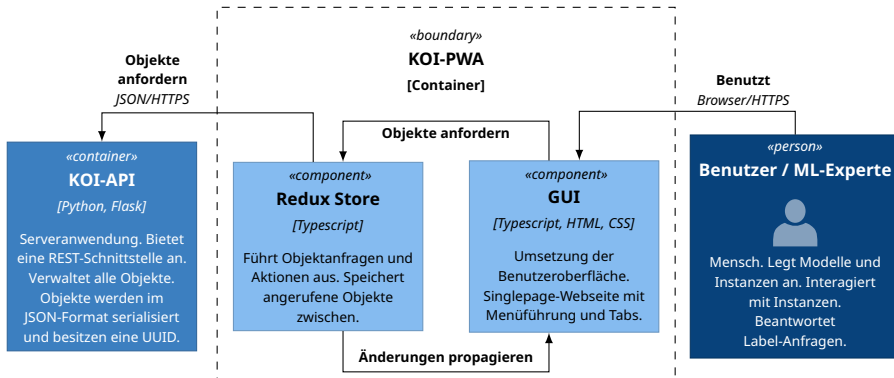 «boundary»
KOI-PWA
[Container]
Objekte
anfordern
JSON/HTTPS
Benutzt
Browser/HTTPS
Objekte anfordern
«container»
KOI-API
[Python, Flask]
Serveranwendung. Bietet
eine REST-Schnittstelle an.
Verwaltet alle Objekte.
Objekte werden im
JSON-Format serialisiert
und besitzen eine UUID.
«component»
Redux Store
[Typescript]
Führt Objektanfragen und
Aktionen aus. Speichert
angerufene Objekte
zwischen.
«component»
GUI
[Typescript, HTML, CSS]
Umsetzung der
Benutzeroberfläche.
Singlepage-Webseite mit
Menüführung und Tabs.
«person»
Benutzer / ML-Experte
Mensch. Legt Modelle und
Instanzen an. Interagiert
mit Instanzen.
Beantwortet
Label-Anfragen.
Änderungen propagieren